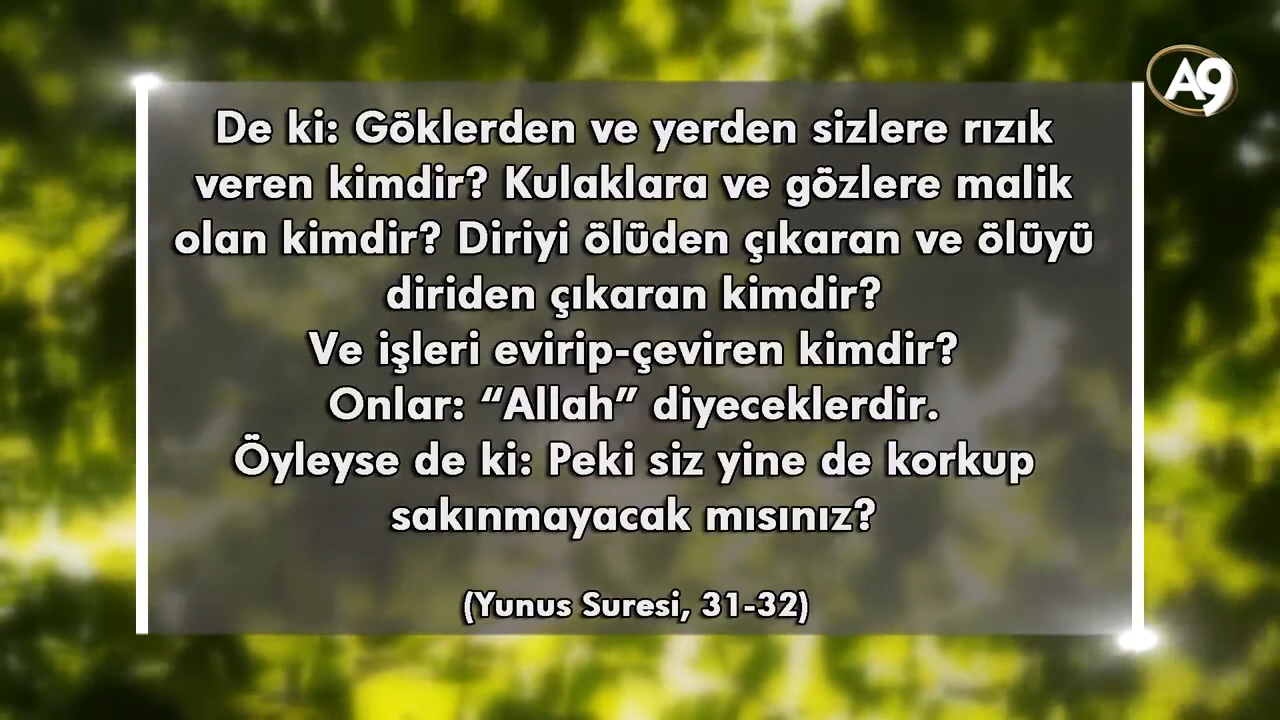 A9
De ki: Göklerden ve yerden sizlere rızık
veren kimdir? Kulaklara ve gözlere malik
olan kimdir? Diriyi ölüden çıkaran ve ölüyü
diriden çıkaran kimdir?
Ve işleri evirip-çeviren kimdir?
Onlar: “Allah” diyeceklerdir.
Öyleyse de ki: Peki siz yine de korkup
sakınmayacak mısınız?
(Yunus Suresi, 31-32)